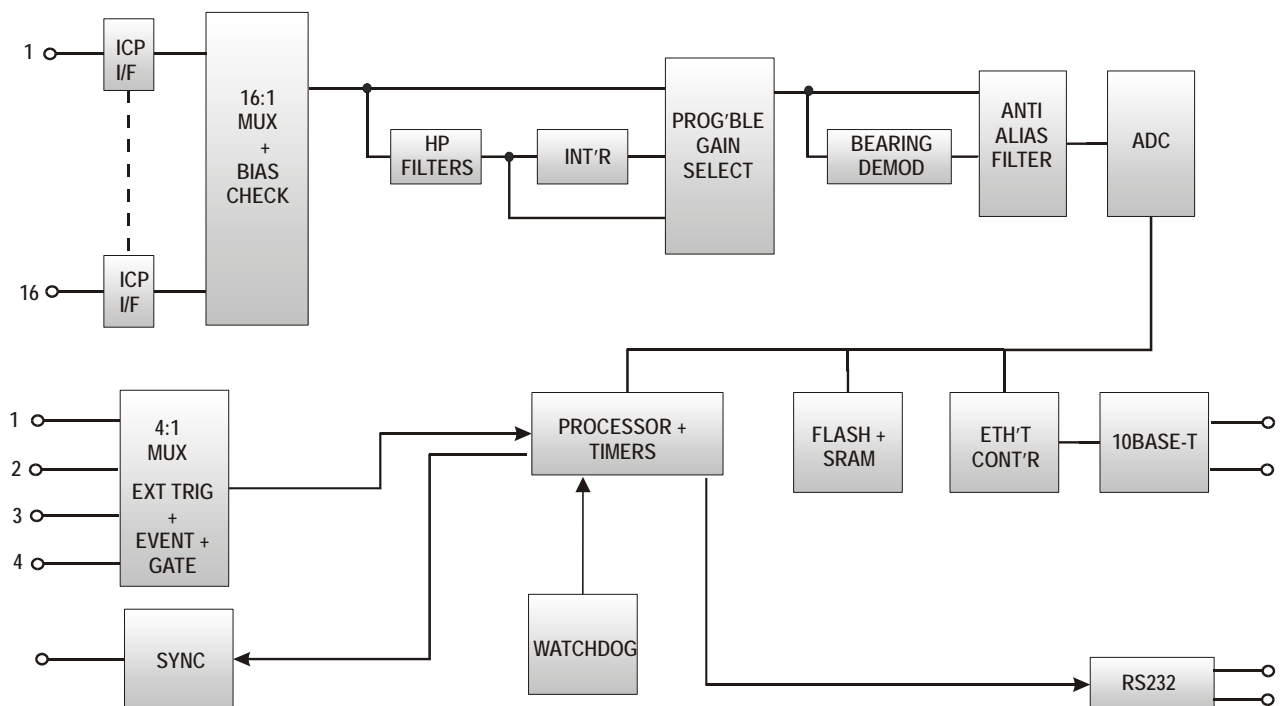 1
ICP
I/F
16:1
MUX
+
BIAS
CHECK
HP
FILTERS
INT'R
PROG'BLE
GAIN
SELECT
BEARING
DEMOD
ANTI
ALIAS
FILTER
ADC
16
ICP
I/F
1
2
3
4
4:1
MUX
EXT TRIG
+
EVENT +
GATE
PROCESSOR +
TIMERS
FLASH +
SRAM
ETH'T
CONT'R
10BASE-T
SYNC
WATCHDOG
RS232